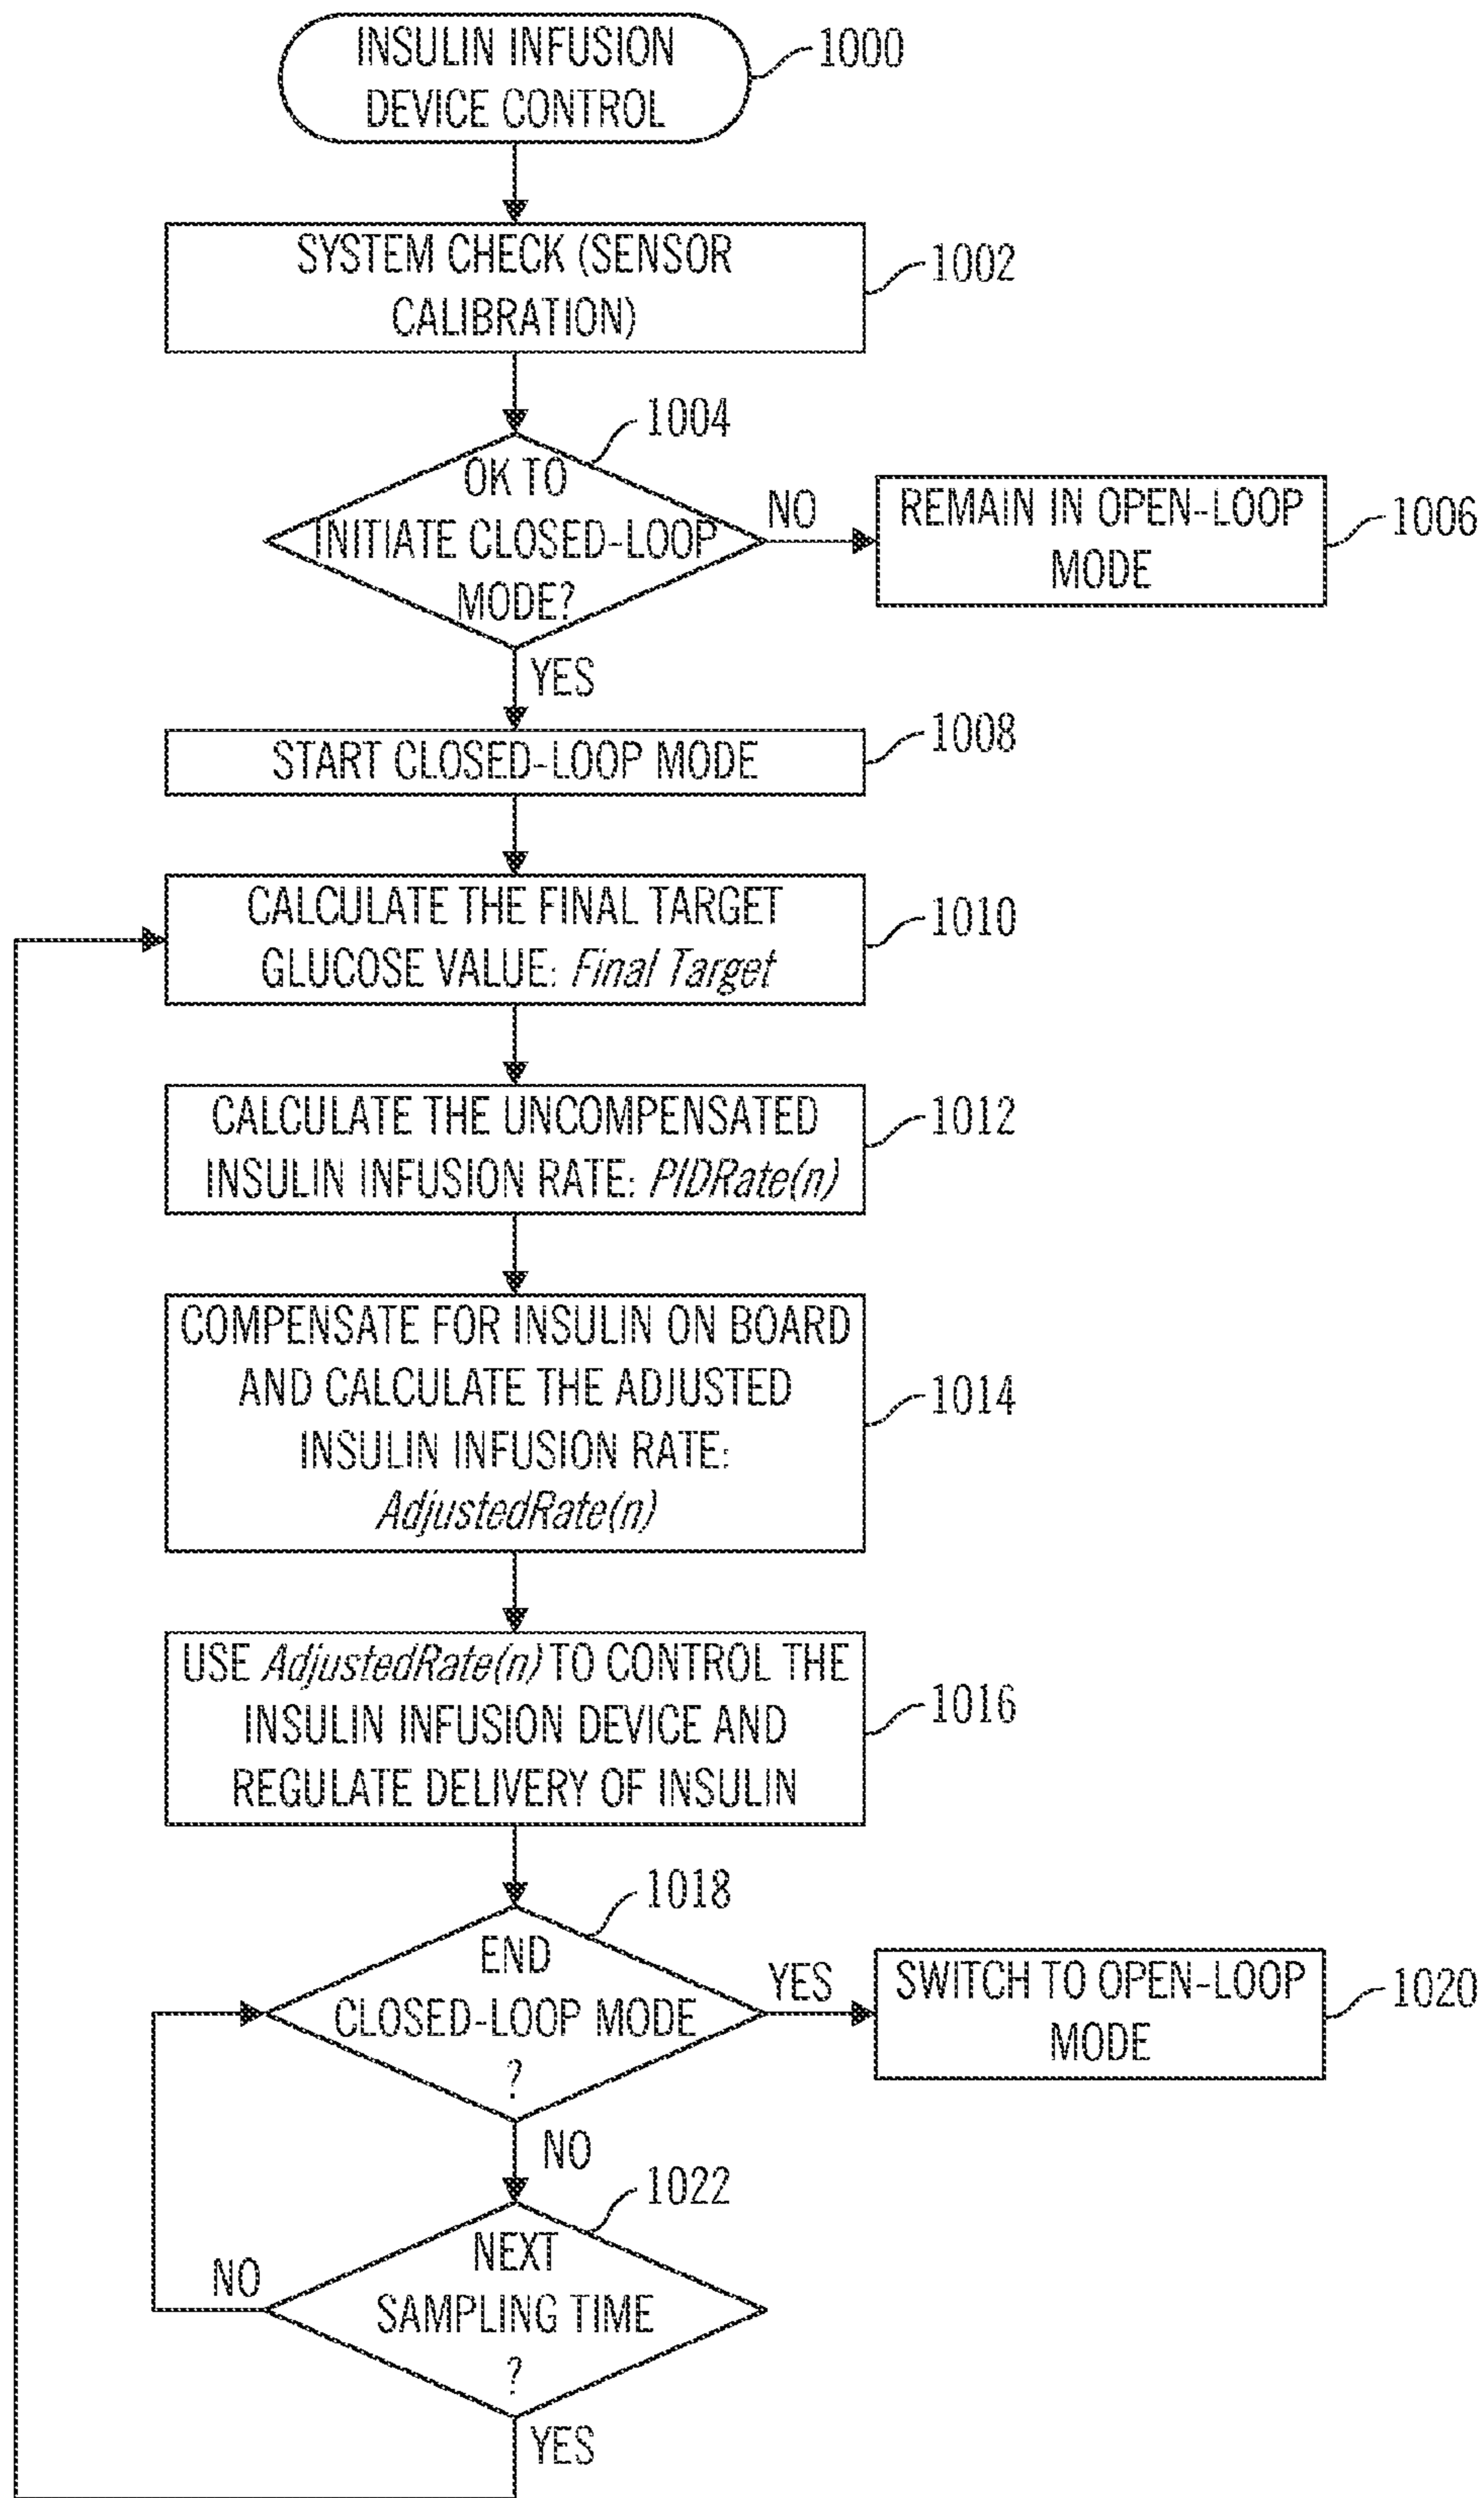 INSULIN INFUSION
DEVICE CONTROL
1000
SYSTEM CHECK (SENSOR
CALIBRATION)
1002
1004
OK TO
INITIATE CLOSED-LOOP
MODE?
NO
REMAIN IN OPEN-LOOP
MODE
1006
YES
START CLOSED-LOOP MODE
1008
CALCULATE THE FINAL TARGET
GLUCOSE VALUE: Final Target
1010
CALCULATE THE UNCOMPENSATED
INSULIN INFUSION RATE: PIDRate(n)
1012
COMPENSATE FOR INSULIN ON BOARD
AND CALCULATE THE ADJUSTED
INSULIN INFUSION RATE:
AdjustedRate(n)
1014
USE AdjustedRate(n) TO CONTROL THE
INSULIN INFUSION DEVICE AND
REGULATE DELIVERY OF INSULIN
1016
1018
END
CLOSED-LOOP MODE
?
YES
SWITCH TO OPEN-LOOP
MODE
1020
NO
1022
NEXT
SAMPLING TIME
?
NO
YES